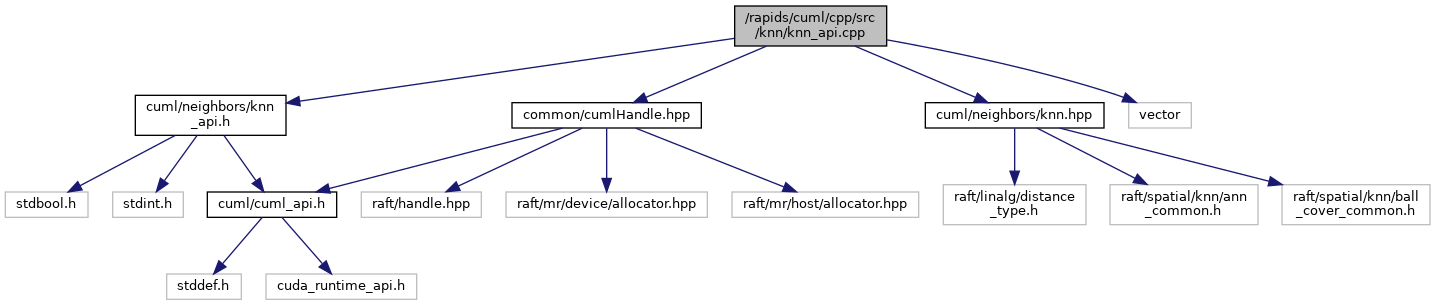 /rapids/cuml/cpp/src
/knn/knn_api.cpp
cuml/neighbors/knn
_api.h
common/cumlHandle.hpp
cuml/neighbors/knn.hpp
vector
stdbool.h
stdint.h
cuml/cuml_api.h
raft/handle.hpp
raft/mr/device/allocator.hpp
raft/mr/host/allocator.hpp
raft/linalg/distance
_type.h
raft/spatial/knn/ann
_common.h
raft/spatial/knn/ball
_cover_common.h
stddef.h
cuda_runtime_api.h